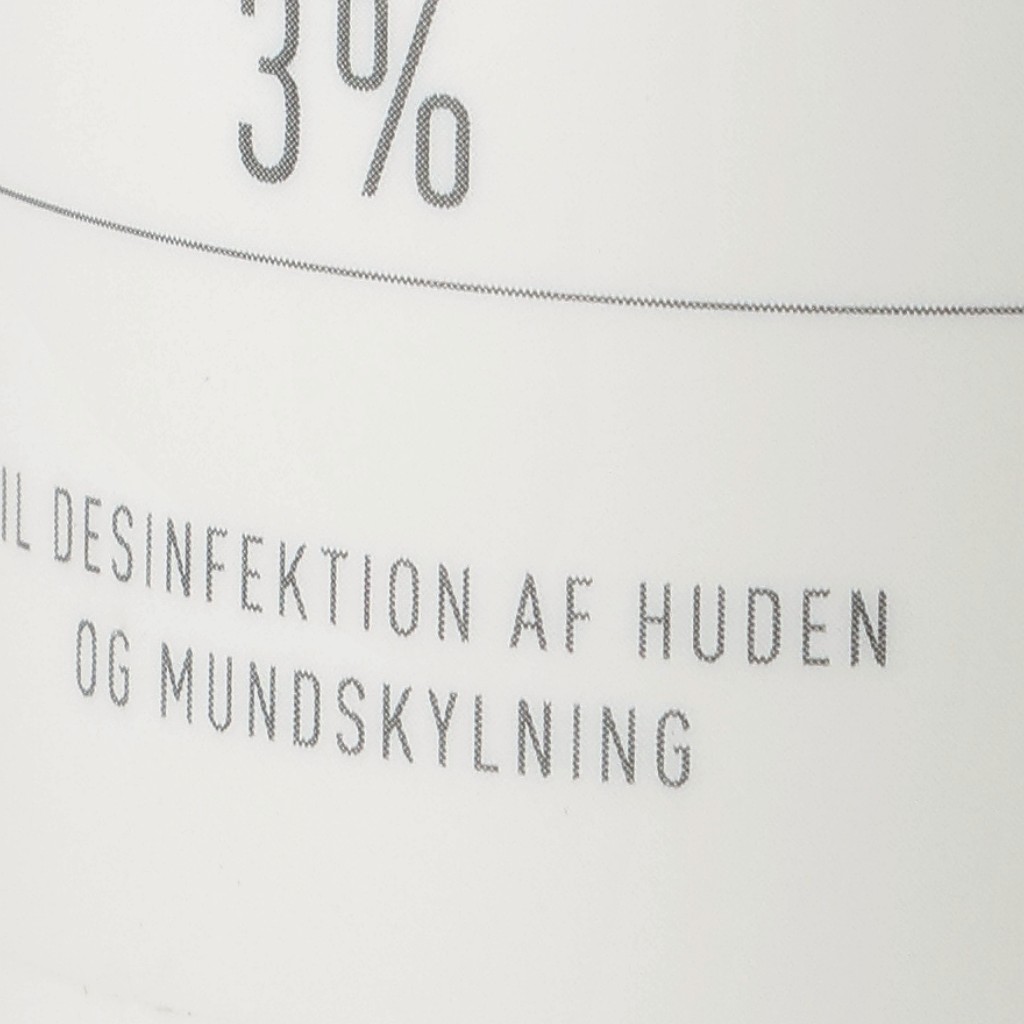 3%
IL DESINFEKTION AF HUDEN
OG MUNDSKYLNING